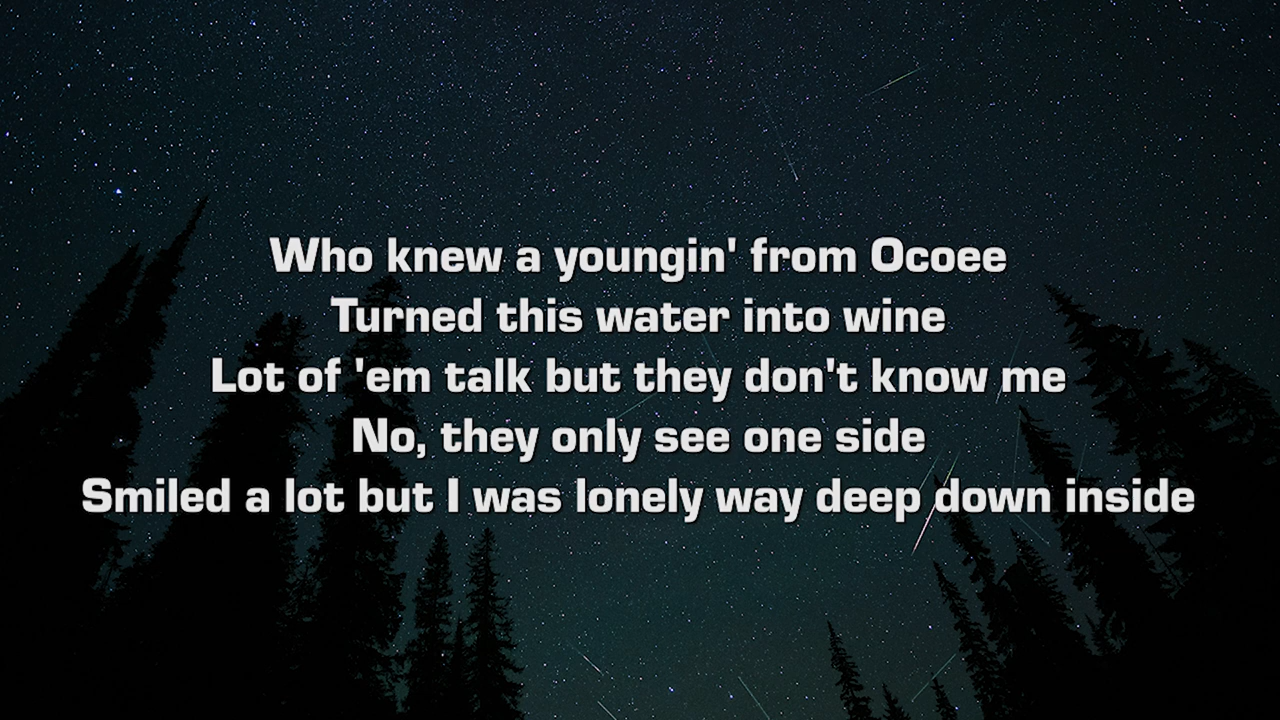 Who knew a youngin' from Ocoee
Turned this water into wine
Lot of 'em talk but they don't know me
No, they only see one side
Smiled a lot but I was lonely way deep down inside